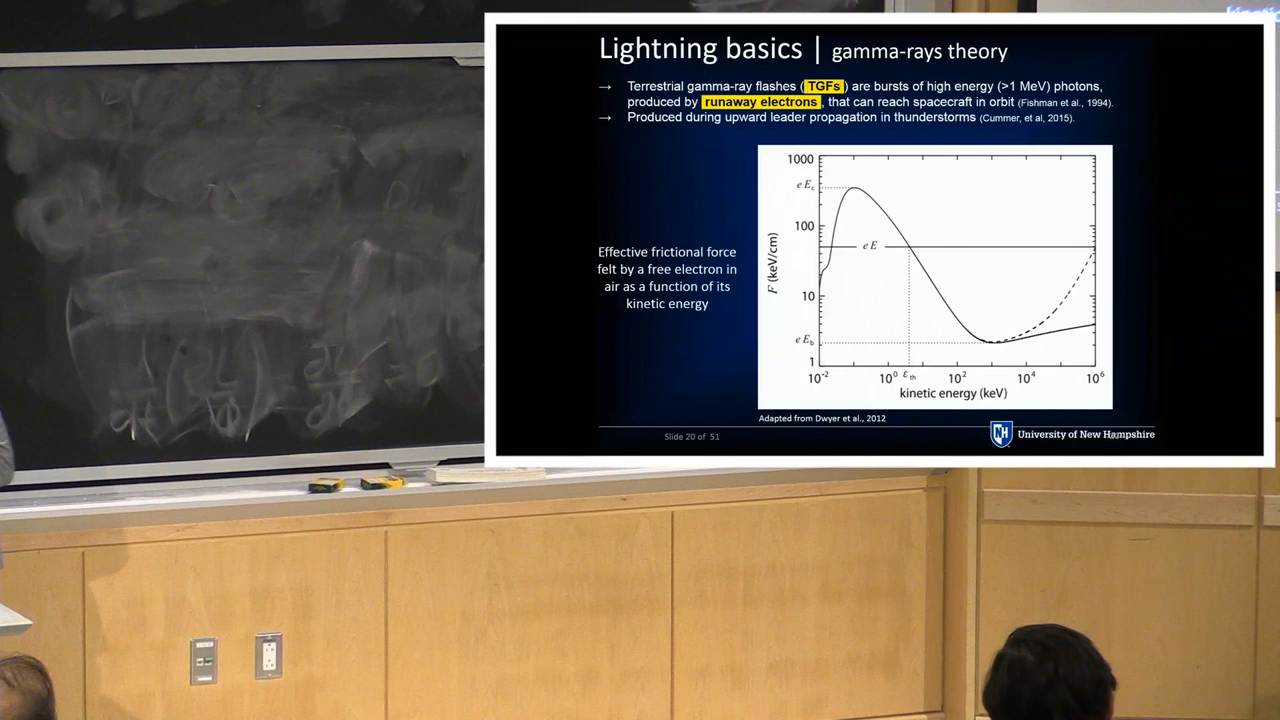 Lightning basics | gamma-rays theory
→ Terrestrial gamma-ray flashes ( TGFs ) are bursts of high energy (>1 MeV) photons,
produced by runaway electrons , that can reach spacecraft in orbit (Fishman et al., 1994).
→ Produced during upward leader propagation in thunderstorms (Cummer, et al, 2015).
Effective frictional force
felt by a free electron in
air as a function of its
kinetic energy
F (keV/cm)
1000
e E_c
100
e E
10
e E_b
1
10^-2 10^0 ε_th 10^2 10^4 10^6
kinetic energy (keV)
Adapted from Dwyer et al., 2012
Slide 20 of 51
NH University of New Hampshire